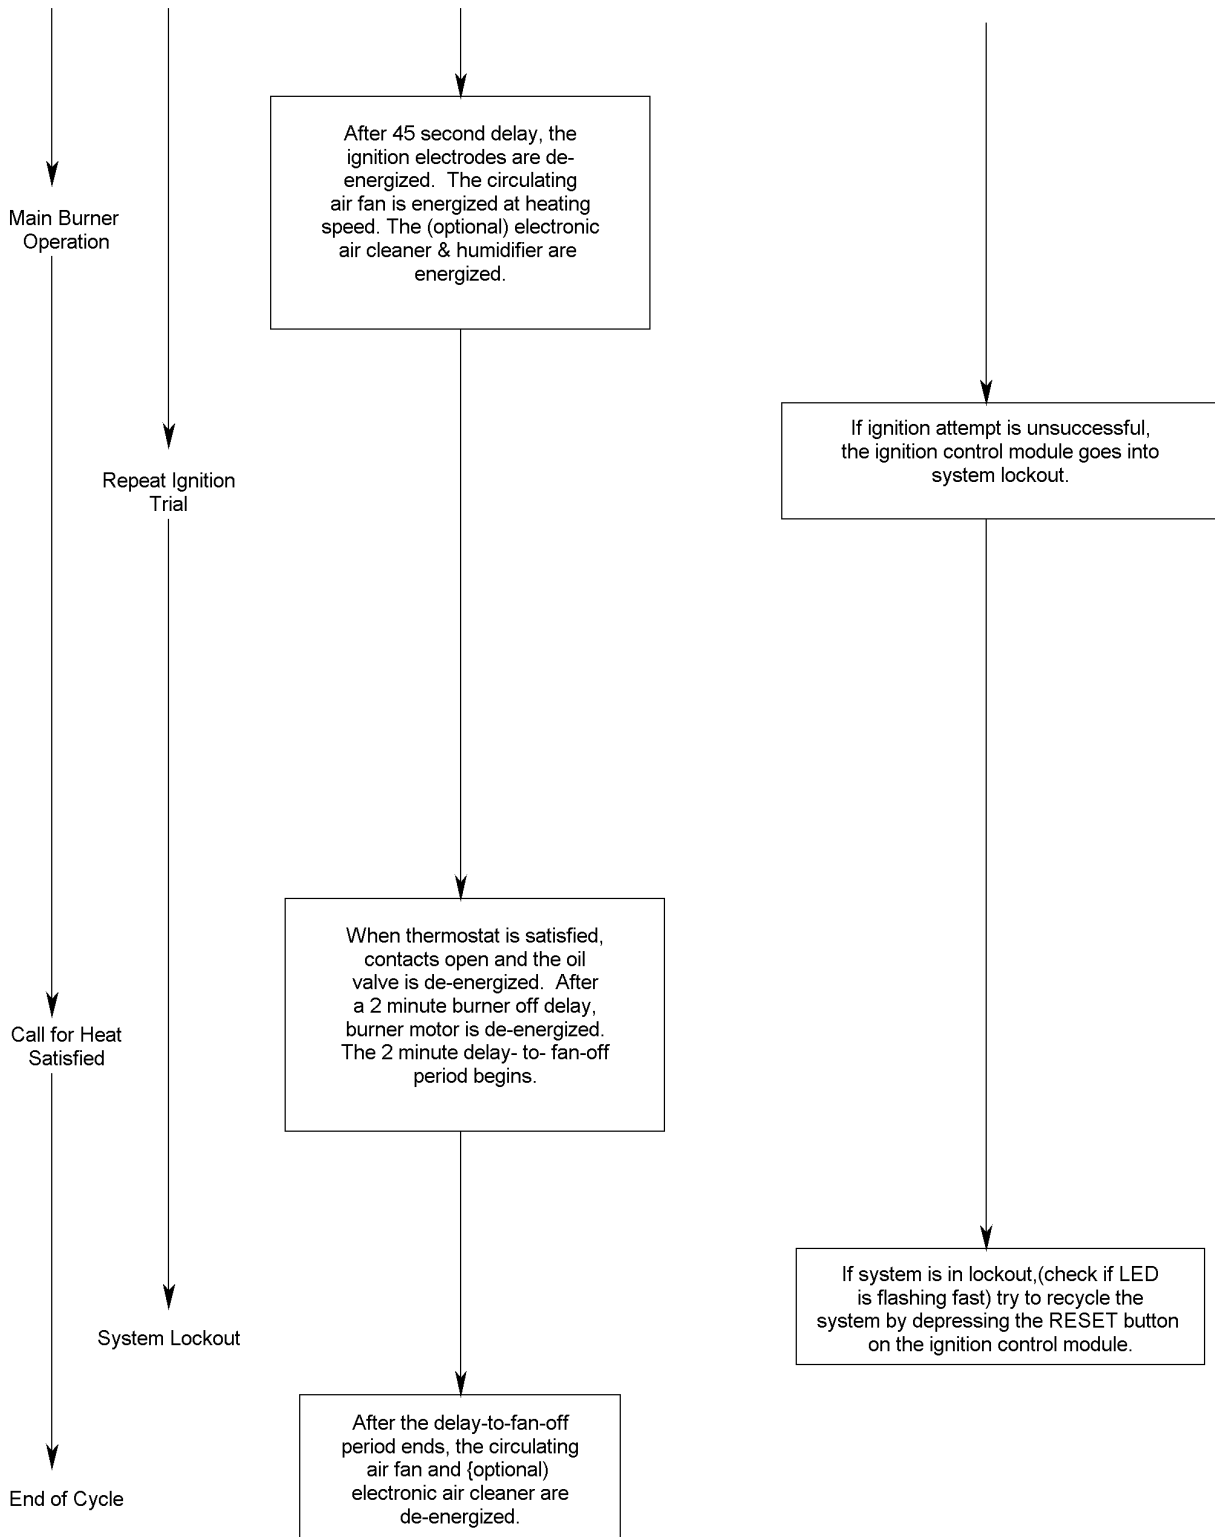 After 45 second delay, the
ignition electrodes are de-
energized.  The circulating
air fan is energized at heating
speed. The (optional) electronic
air cleaner & humidifier are
energized.
Main Burner
Operation
If ignition attempt is unsuccessful,
the ignition control module goes into
system lockout.
Repeat Ignition
Trial
When thermostat is satisfied,
contacts open and the oil
valve is de-energized.  After
a 2 minute burner off delay,
burner motor is de-energized.
The 2 minute delay- to- fan-off
period begins.
Call for Heat
Satisfied
If system is in lockout,(check if LED
is flashing fast) try to recycle the
system by depressing the RESET button
on the ignition control module.
System Lockout
After the delay-to-fan-off
period ends, the circulating
air fan and {optional)
electronic air cleaner are
de-energized.
End of Cycle